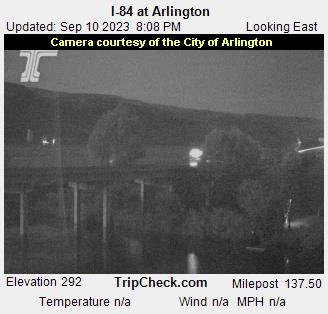 I-84 at Arlington
Updated: Sep 10 2023 8:08 PM Looking East
Camera courtesy of the City of Arlington
Elevation 292 TripCheck.com Milepost 137.50
Temperature n/a Wind n/a MPH n/a